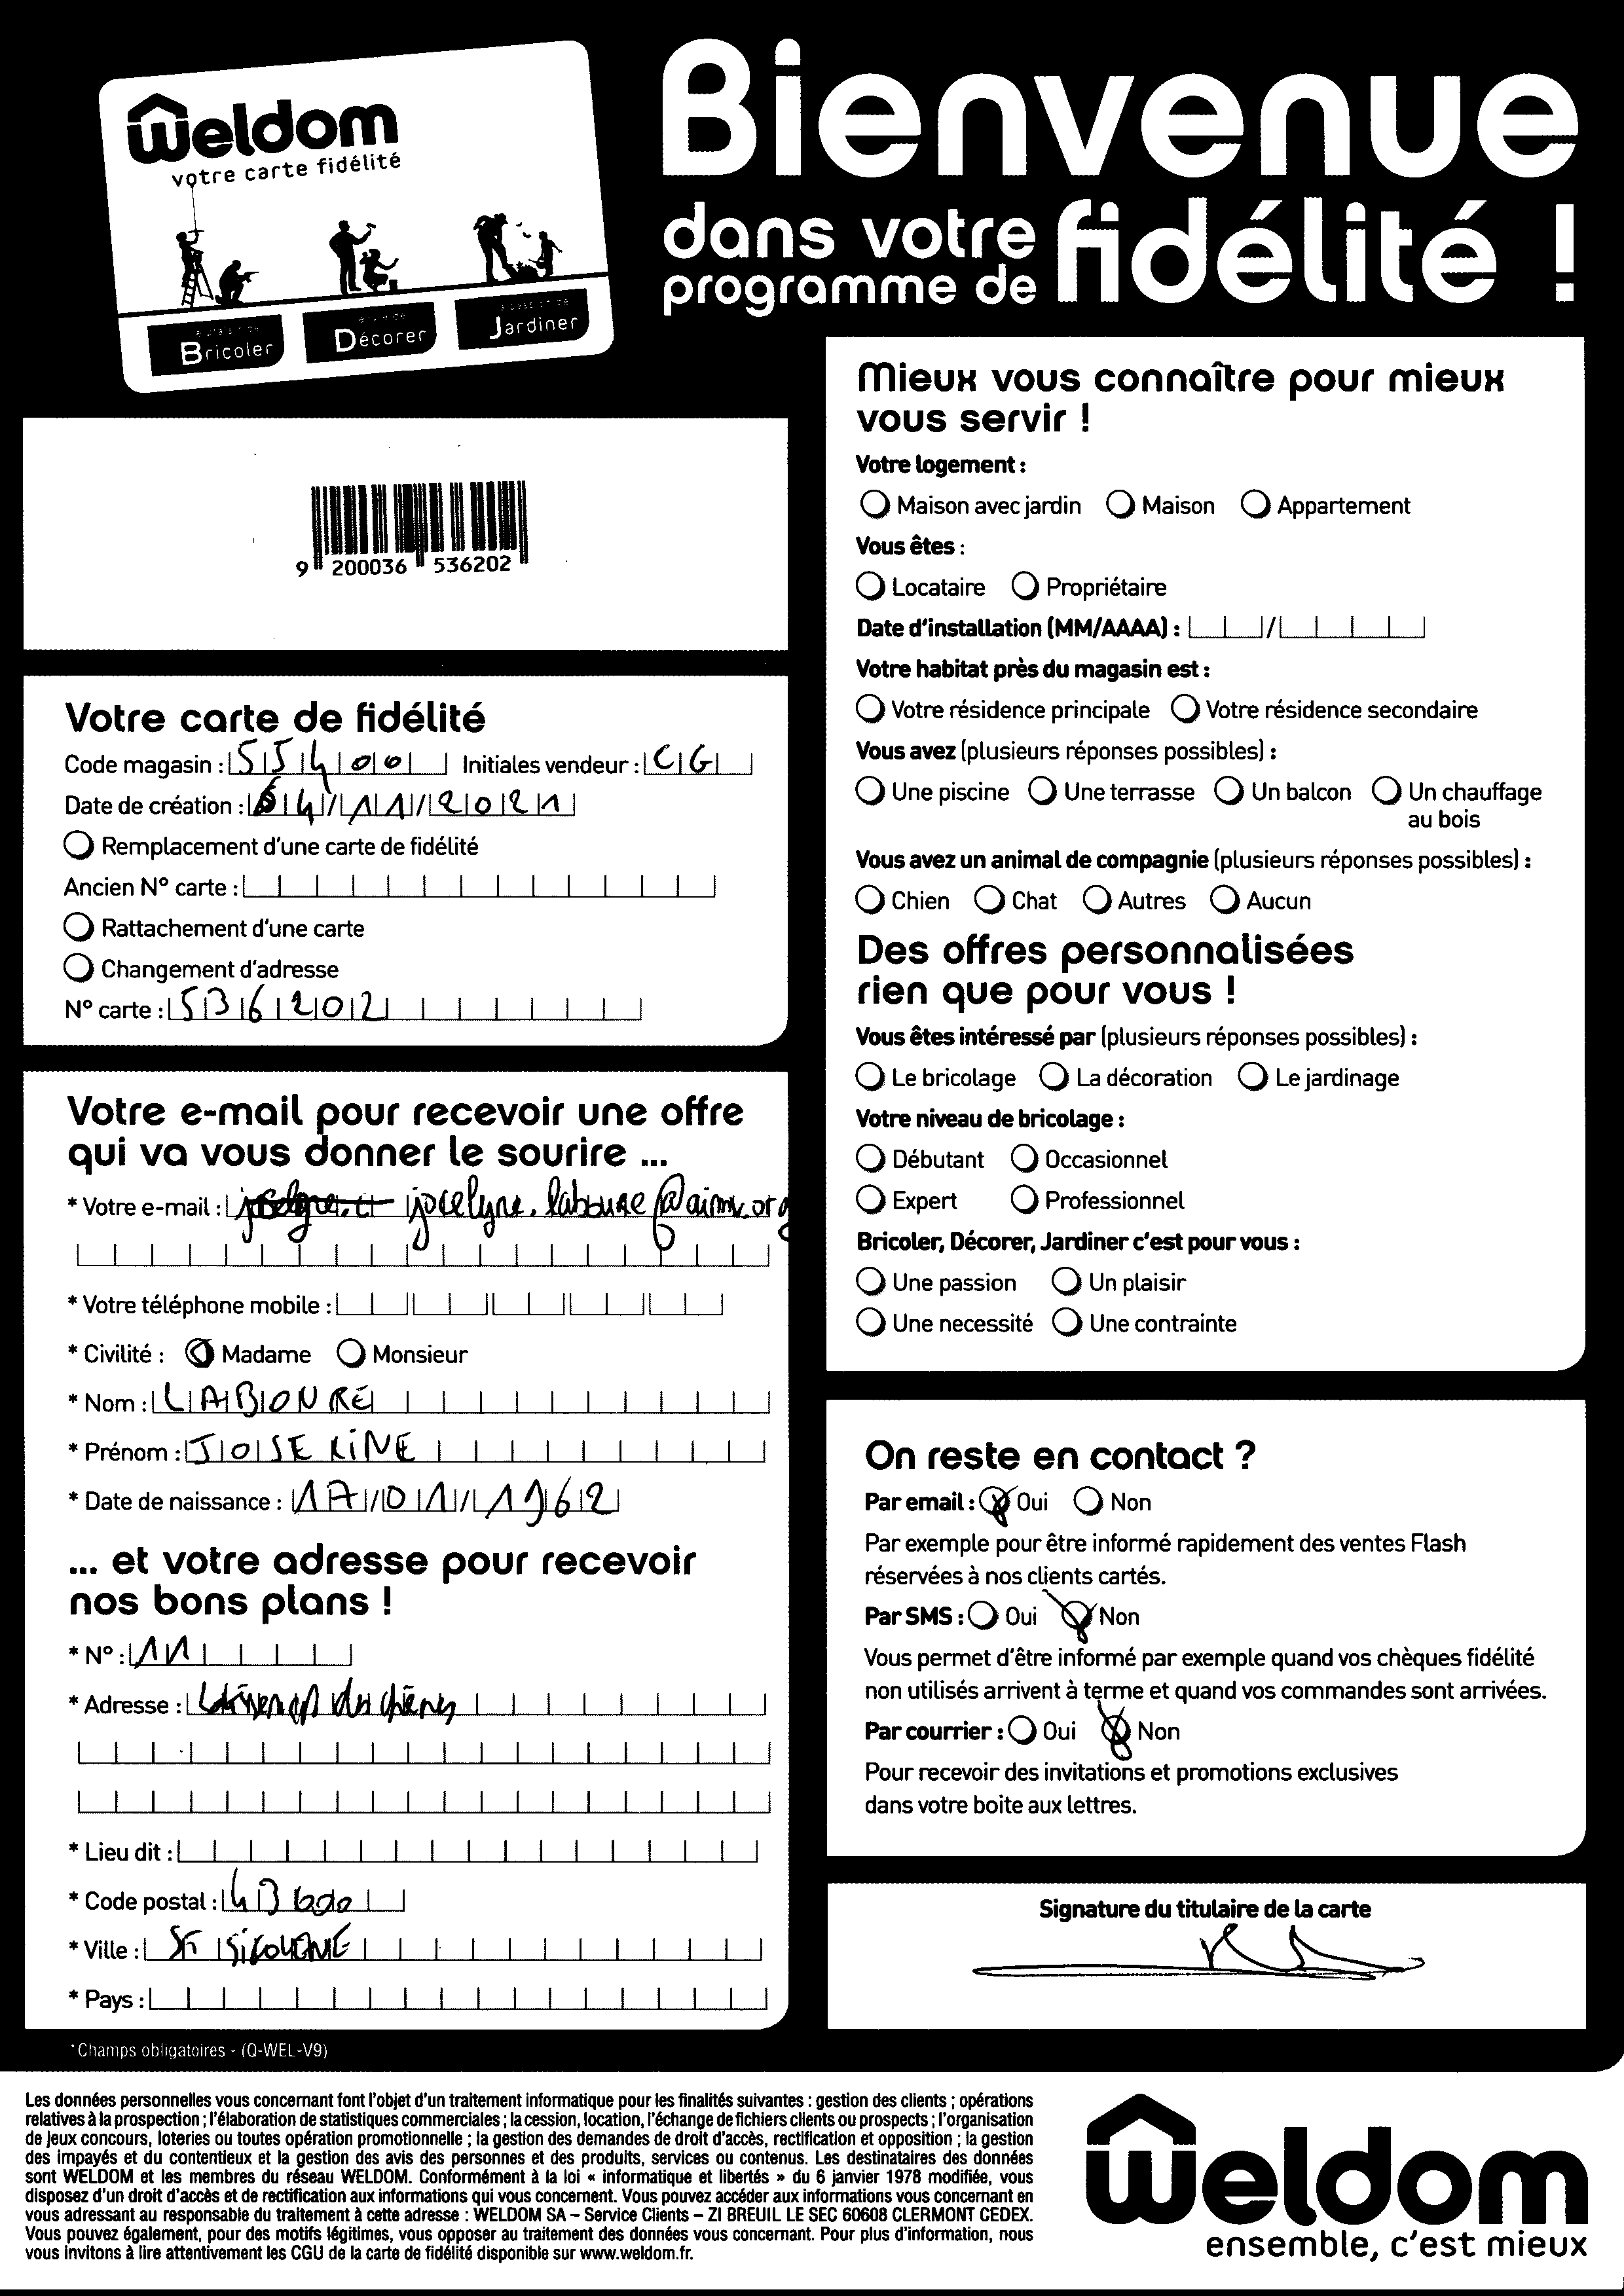 Weldom
votre carte fidélité
Bricoler
Décorer
Jardiner
Bienvenue
dans votre
programme de fidélité !
9 200036 536202
Votre carte de fidélité
Code magasin : 55400 Initiales vendeur : CG
Date de création : 04/11/2021
Remplacement d'une carte de fidélité
Ancien N° carte :
Rattachement d'une carte
Changement d'adresse
N° carte : 536202
Votre e-mail pour recevoir une offre
qui va vous donner le sourire ...
* Votre e-mail : jocelyne.laboure@aimv.org
* Votre téléphone mobile :
* Civilité : Madame Monsieur
* Nom : LABOURÉ
* Prénom : JOSELINE
* Date de naissance : 17/01/1962
... et votre adresse pour recevoir
nos bons plans !
* N° : 11
* Adresse : des chênes
* Lieu dit :
* Code postal : 43600
* Ville : ST SIGOLENE
* Pays :
*Champs obligatoires - (Q-WEL-V9)
Mieux vous connaître pour mieux
vous servir !
Votre logement :
Maison avec jardin Maison Appartement
Vous êtes :
Locataire Propriétaire
Date d'installation (MM/AAAA) : /
Votre habitat près du magasin est :
Votre résidence principale Votre résidence secondaire
Vous avez (plusieurs réponses possibles) :
Une piscine Une terrasse Un balcon Un chauffage
au bois
Vous avez un animal de compagnie (plusieurs réponses possibles) :
Chien Chat Autres Aucun
Des offres personnalisées
rien que pour vous !
Vous êtes intéressé par (plusieurs réponses possibles) :
Le bricolage La décoration Le jardinage
Votre niveau de bricolage :
Débutant Occasionnel
Expert Professionnel
Bricoler, Décorer, Jardiner c'est pour vous :
Une passion Un plaisir
Une necessité Une contrainte
On reste en contact ?
Par email : Oui Non
Par exemple pour être informé rapidement des ventes Flash
réservées à nos clients cartés.
Par SMS : Oui Non
Vous permet d'être informé par exemple quand vos chèques fidélité
non utilisés arrivent à terme et quand vos commandes sont arrivées.
Par courrier : Oui Non
Pour recevoir des invitations et promotions exclusives
dans votre boite aux lettres.
Signature du titulaire de la carte
Les données personnelles vous concernant font l'objet d'un traitement informatique pour les finalités suivantes : gestion des clients ; opérations
relatives à la prospection ; l'élaboration de statistiques commerciales ; la cession, location, l'échange de fichiers clients ou prospects ; l'organisation
de jeux concours, loteries ou toutes opération promotionnelle ; la gestion des demandes de droit d'accès, rectification et opposition ; la gestion
des impayés et du contentieux et la gestion des avis des personnes et des produits, services ou contenus. Les destinataires des données
sont WELDOM et les membres du réseau WELDOM. Conformément à la loi « informatique et libertés » du 6 janvier 1978 modifiée, vous
disposez d'un droit d'accès et de rectification aux informations qui vous concernent. Vous pouvez accéder aux informations vous concernant en
vous adressant au responsable du traitement à cette adresse : WELDOM SA – Service Clients – ZI BREUIL LE SEC 60608 CLERMONT CEDEX.
Vous pouvez également, pour des motifs légitimes, vous opposer au traitement des données vous concernant. Pour plus d'information, nous
vous invitons à lire attentivement les CGU de la carte de fidélité disponible sur www.weldom.fr.
Weldom
ensemble, c'est mieux